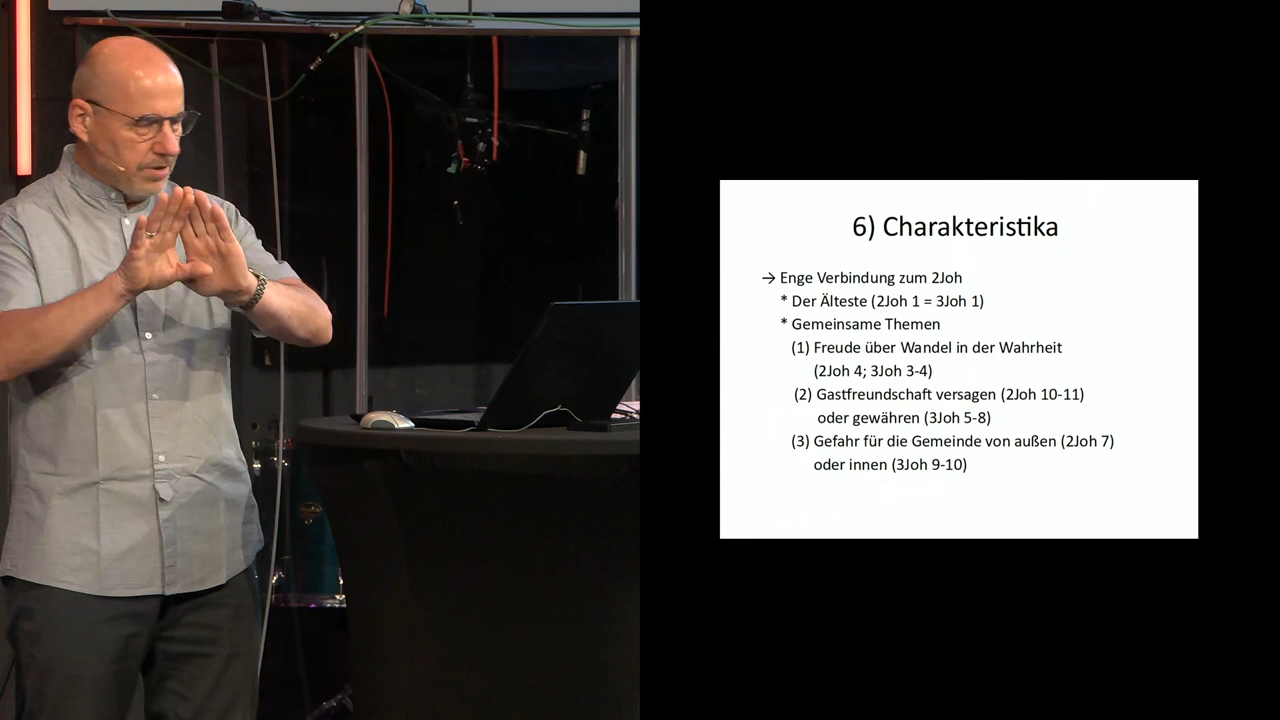 6) Charakteristika
→ Enge Verbindung zum 2Joh
* Der Älteste (2Joh 1 = 3Joh 1)
* Gemeinsame Themen
(1) Freude über Wandel in der Wahrheit
(2Joh 4; 3Joh 3-4)
(2) Gastfreundschaft versagen (2Joh 10-11)
oder gewähren (3Joh 5-8)
(3) Gefahr für die Gemeinde von außen (2Joh 7)
oder innen (3Joh 9-10)